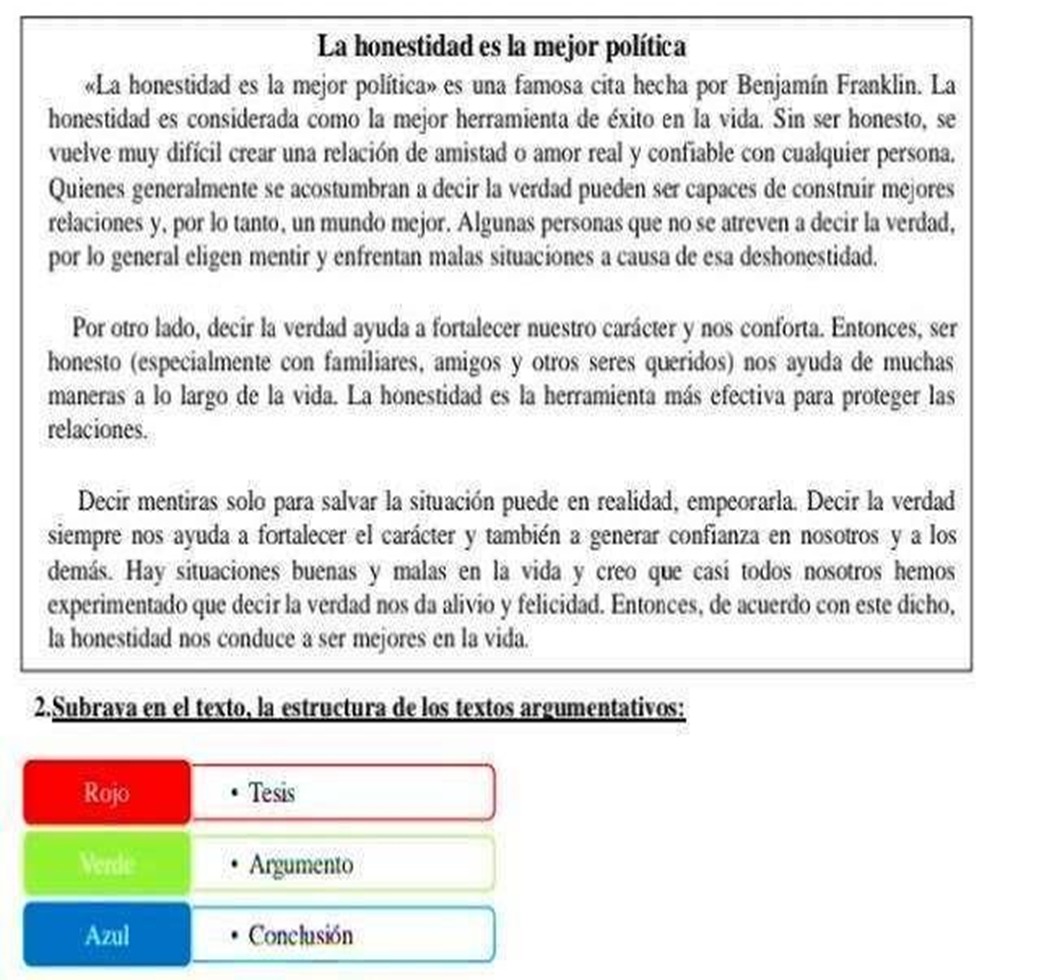 La honestidad es la mejor política
«La honestidad es la mejor política» es una famosa cita hecha por Benjamín Franklin. La
honestidad es considerada como la mejor herramienta de éxito en la vida. Sin ser honesto, se
vuelve muy difícil crear una relación de amistad o amor real y confiable con cualquier persona.
Quienes generalmente se acostumbran a decir la verdad pueden ser capaces de construir mejores
relaciones y, por lo tanto, un mundo mejor. Algunas personas que no se atreven a decir la verdad,
por lo general eligen mentir y enfrentan malas situaciones a causa de esa deshonestidad.
Por otro lado, decir la verdad ayuda a fortalecer nuestro carácter y nos conforta. Entonces, ser
honesto (especialmente con familiares, amigos y otros seres queridos) nos ayuda de muchas
maneras a lo largo de la vida. La honestidad es la herramienta más efectiva para proteger las
relaciones.
Decir mentiras solo para salvar la situación puede en realidad, empeorarla. Decir la verdad
siempre nos ayuda a fortalecer el carácter y también a generar confianza en nosotros y a los
demás. Hay situaciones buenas y malas en la vida y creo que casi todos nosotros hemos
experimentado que decir la verdad nos da alivio y felicidad. Entonces, de acuerdo con este dicho,
la honestidad nos conduce a ser mejores en la vida.
2.Subraya en el texto, la estructura de los textos argumentativos:
Rojo • Tesis
Verde • Argumento
Azul • Conclusión